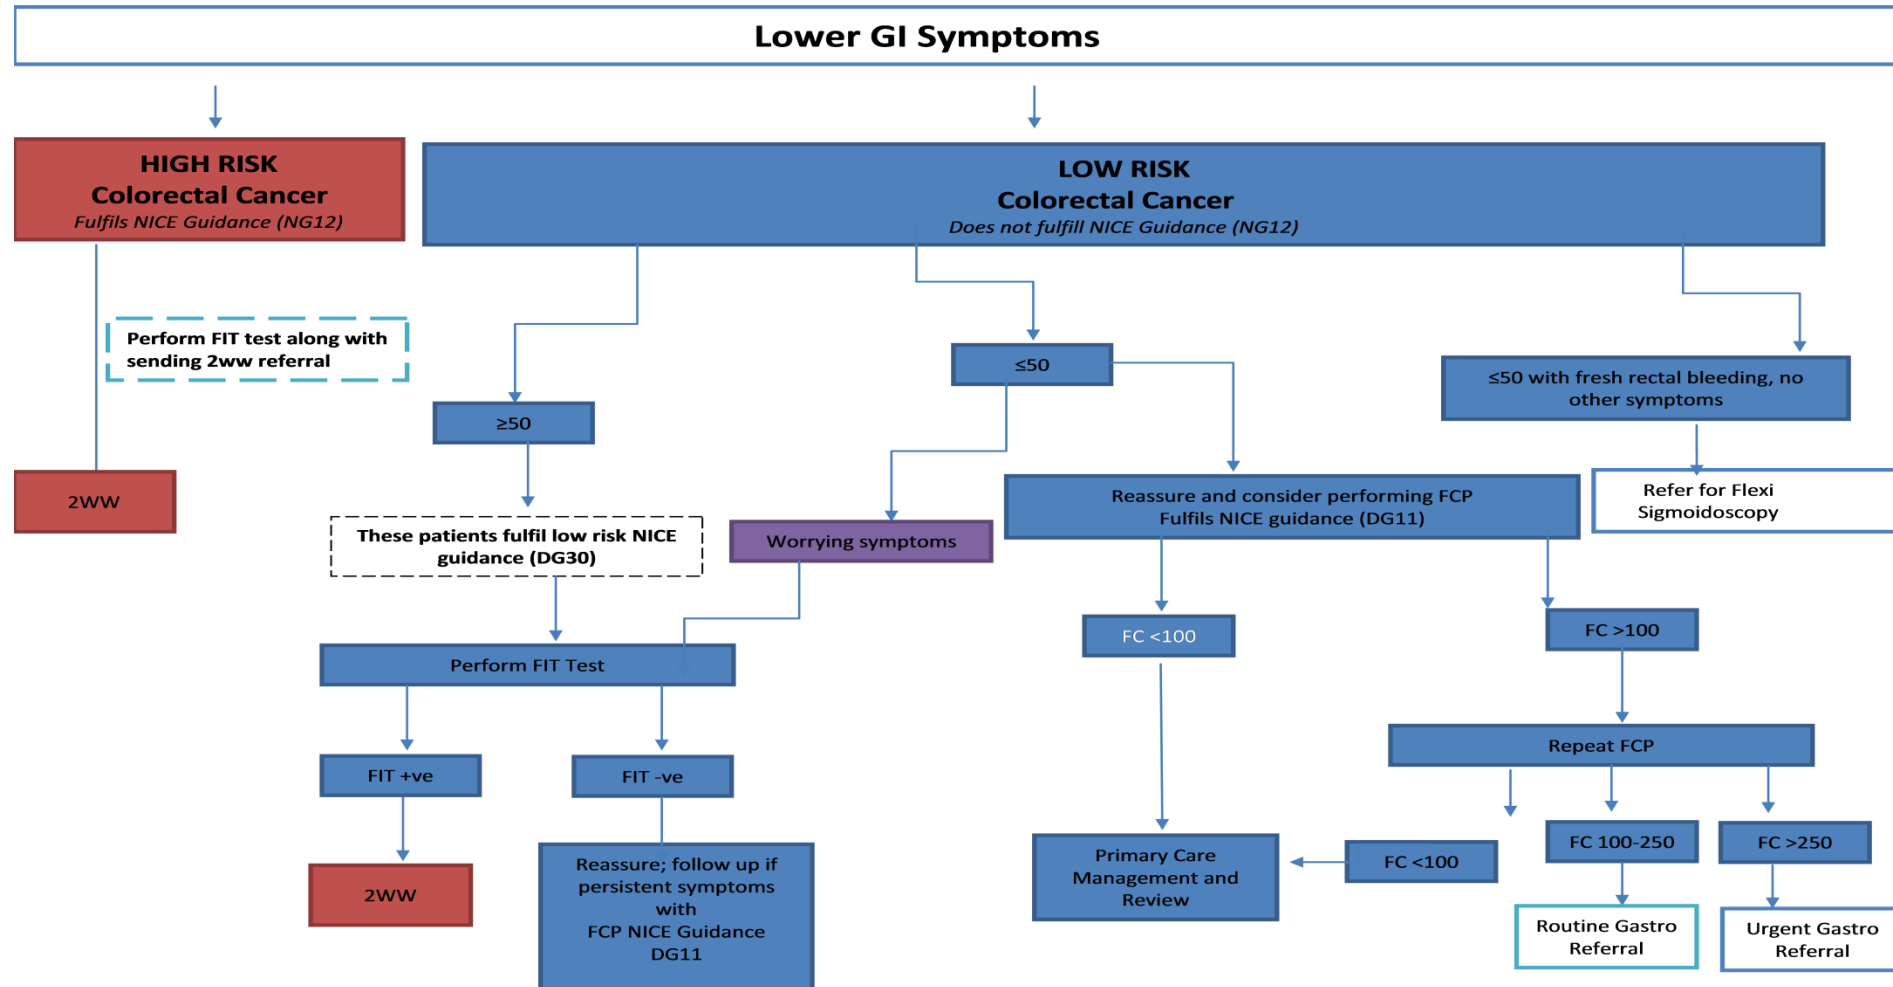 Lower GI Symptoms
HIGH RISK
Colorectal Cancer
Fulfils NICE Guidance (NG12)
LOW RISK
Colorectal Cancer
Does not fulfill NICE Guidance (NG12)
Perform FIT test along with
sending 2ww referral
≤50
≤50 with fresh rectal bleeding, no
other symptoms
≥50
2WW
Reassure and consider performing FCP
Fulfils NICE guidance (DG11)
Refer for Flexi
Sigmoidoscopy
These patients fulfil low risk NICE
guidance (DG30)
Worrying symptoms
FC <100
FC >100
Perform FIT Test
Repeat FCP
FIT +ve
FIT -ve
Primary Care
Management and
Review
FC <100
FC 100-250
FC >250
2WW
Reassure; follow up if
persistent symptoms
with
FCP NICE Guidance
DG11
Routine Gastro
Referral
Urgent Gastro
Referral